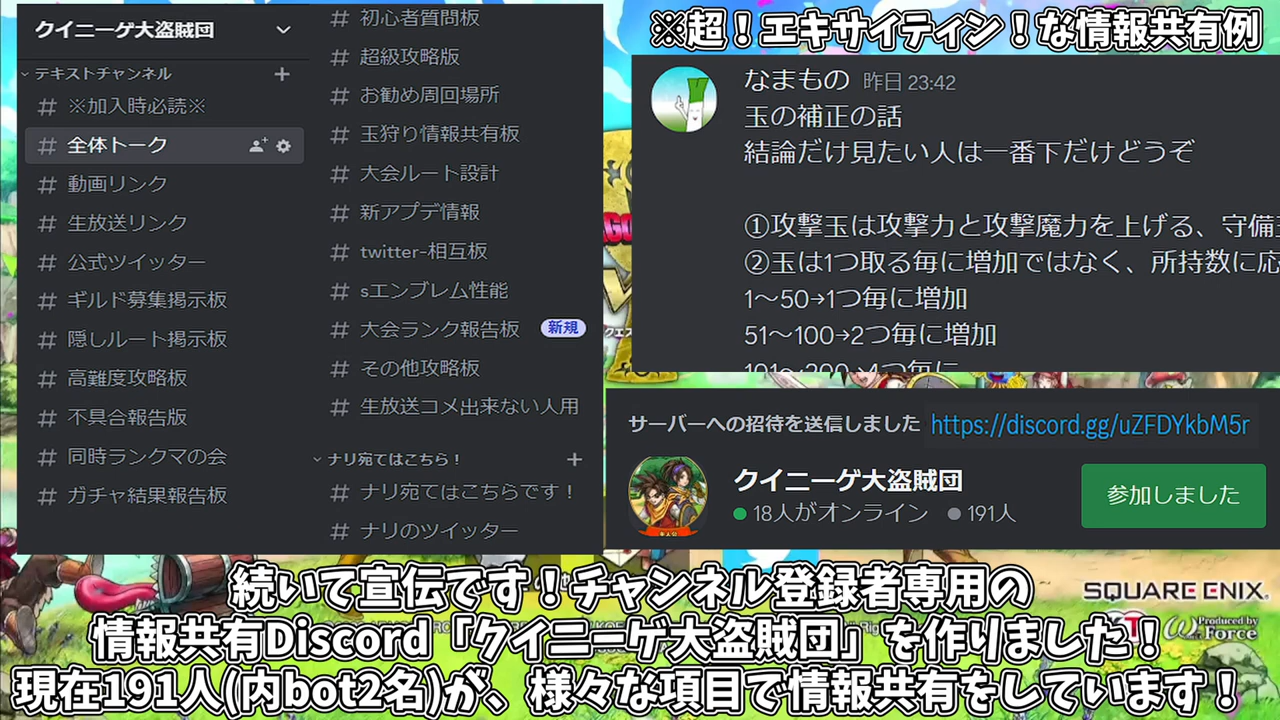 クイニーゲ大盗賊団
テキストチャンネル
# ※加入時必読※
# 全体トーク
# 動画リンク
# 生放送リンク
# 公式ツイッター
# ギルド募集掲示板
# 隠しルート掲示板
# 高難度攻略板
# 不具合報告版
# 同時ランクマの会
# ガチャ結果報告板
# 初心者質問板
# 超級攻略版
# お勧め周回場所
# 玉狩り情報共有板
# 大会ルート設計
# 新アプデ情報
# twitter-相互板
# sエンブレム性能
# 大会ランク報告板 新規
# その他攻略板
# 生放送コメ出来ない人用
ナリ宛てはこちら！
# ナリ宛てはこちらです！
# ナリのツイッター
※超！エキサイティン！な情報共有例
なまもの 昨日 23:42
玉の補正の話
結論だけ見たい人は一番下だけどうぞ
①攻撃玉は攻撃力と攻撃魔力を上げる、守備
②玉は1つ取る毎に増加ではなく、所持数に応
1～50→1つ毎に増加
51～100→2つ毎に増加
サーバーへの招待を送信しました https://discord.gg/uZFDYkbM5r
クイニーゲ大盗賊団
18人がオンライン 191人
参加しました
続いて宣伝です！チャンネル登録者専用の
情報共有Discord「クイニーゲ大盗賊団」を作りました！
現在191人(内bot2名)が、様々な項目で情報共有をしています！
SQUARE ENIX
Produced by
ω-Force